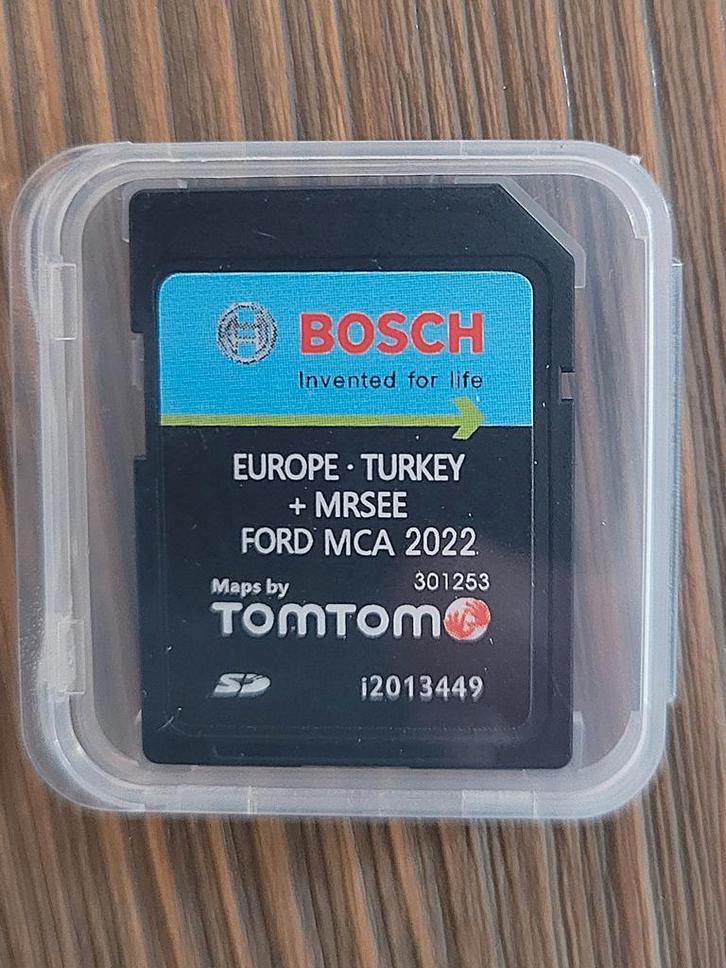 BOSCH
Invented for life
EUROPE · TURKEY
+ MRSEE
FORD MCA 2022
301253
Maps by
TOMTOM
SD
i2013449